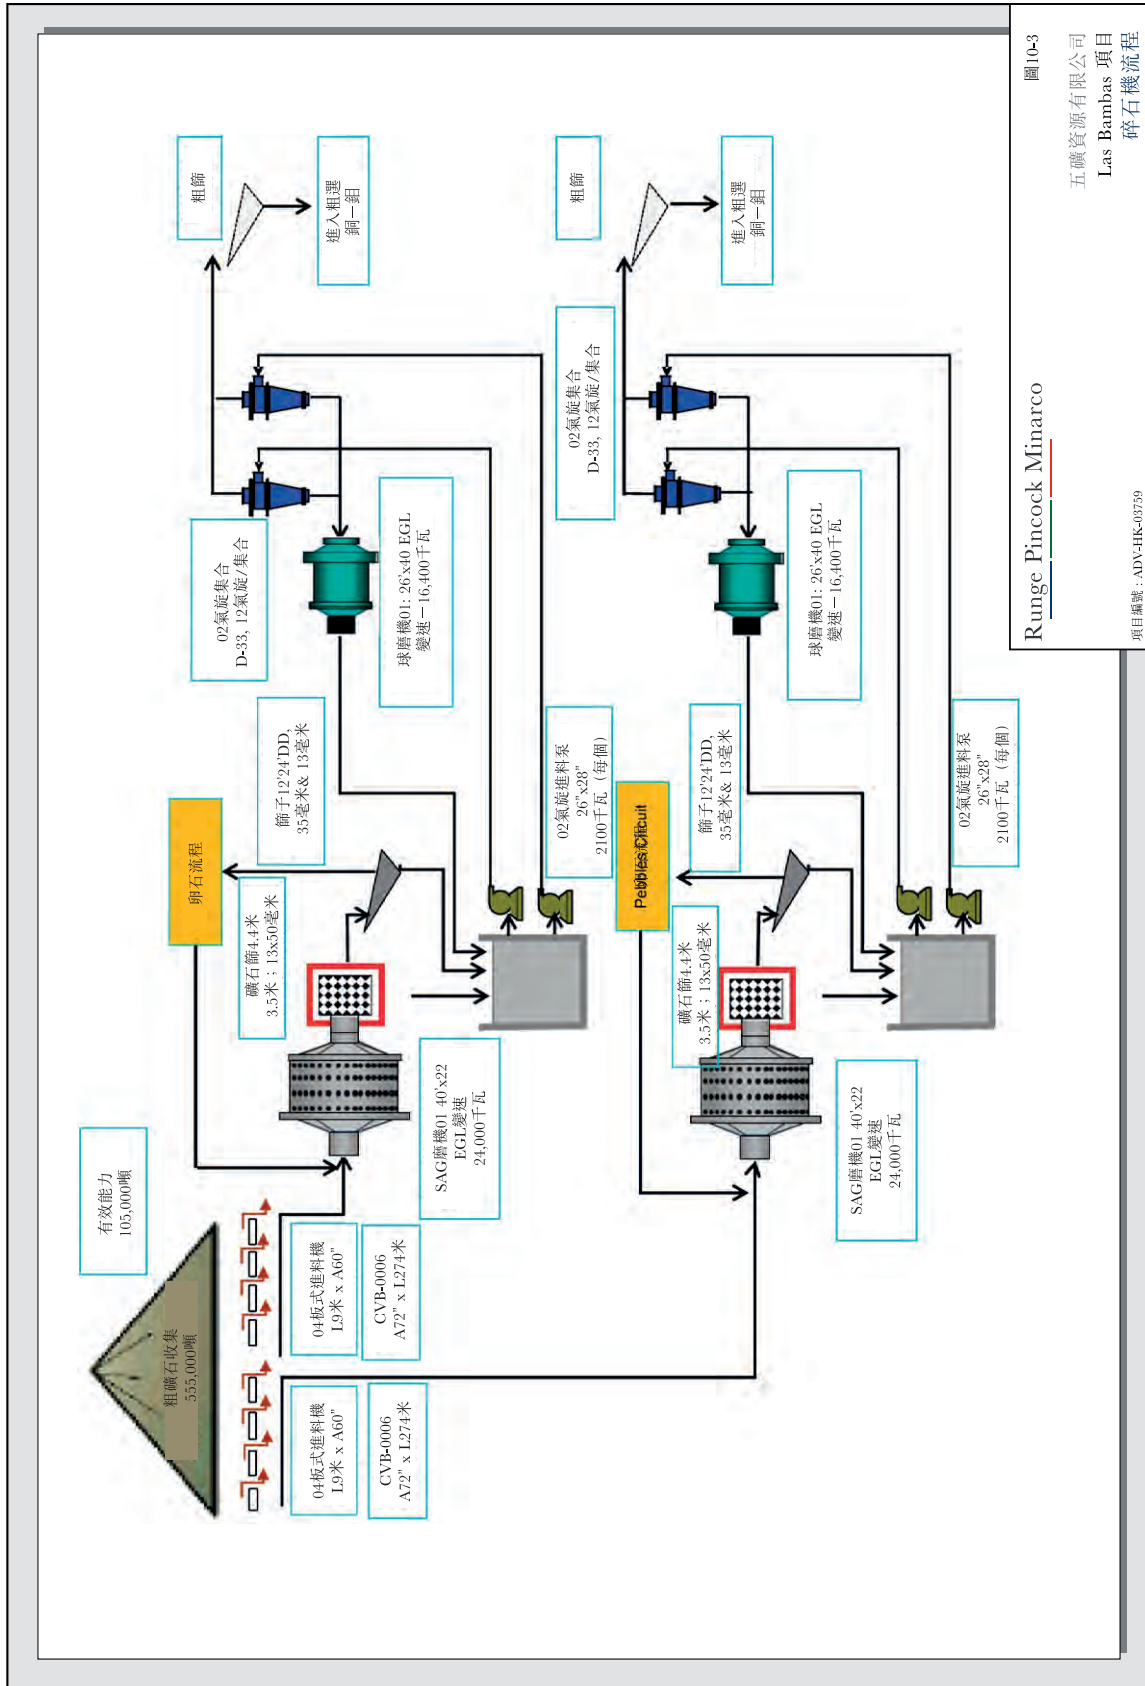 有效能力
105,000噸
粗礦石收集
555,000噸
04板式進料機
L9米 x A60”
CVB-0006
A72” x L274米
04板式進料機
L9米 x A60”
CVB-0006
A72” x L274米
卵石流程
礦石篩4.4米
3.5米；13x50毫米
SAG磨機01 40’x22
EGL變速
24,000千瓦
篩子12’24’DD,
35毫米& 13毫米
02氣旋進料泵
26”x28”
2100千瓦 (每個)
02氣旋集合
D-33, 12氣旋/集合
球磨機01: 26’x40 EGL
變速－16,400千瓦
粗篩
進入粗選
銅－鉬
Pebbles Circuit
礦石篩4.4米
3.5米；13x50毫米
SAG磨機01 40’x22
EGL變速
24,000千瓦
篩子12’24’DD,
35毫米& 13毫米
02氣旋進料泵
26”x28”
2100千瓦 (每個)
02氣旋集合
D-33, 12氣旋/集合
球磨機01: 26’x40 EGL
變速－16,400千瓦
粗篩
進入粗選
銅－鉬
Runge Pincock Minarco
項目編號：ADV-HK-03759
圖10-3
五礦資源有限公司
Las Bambas 項目
碎石機流程